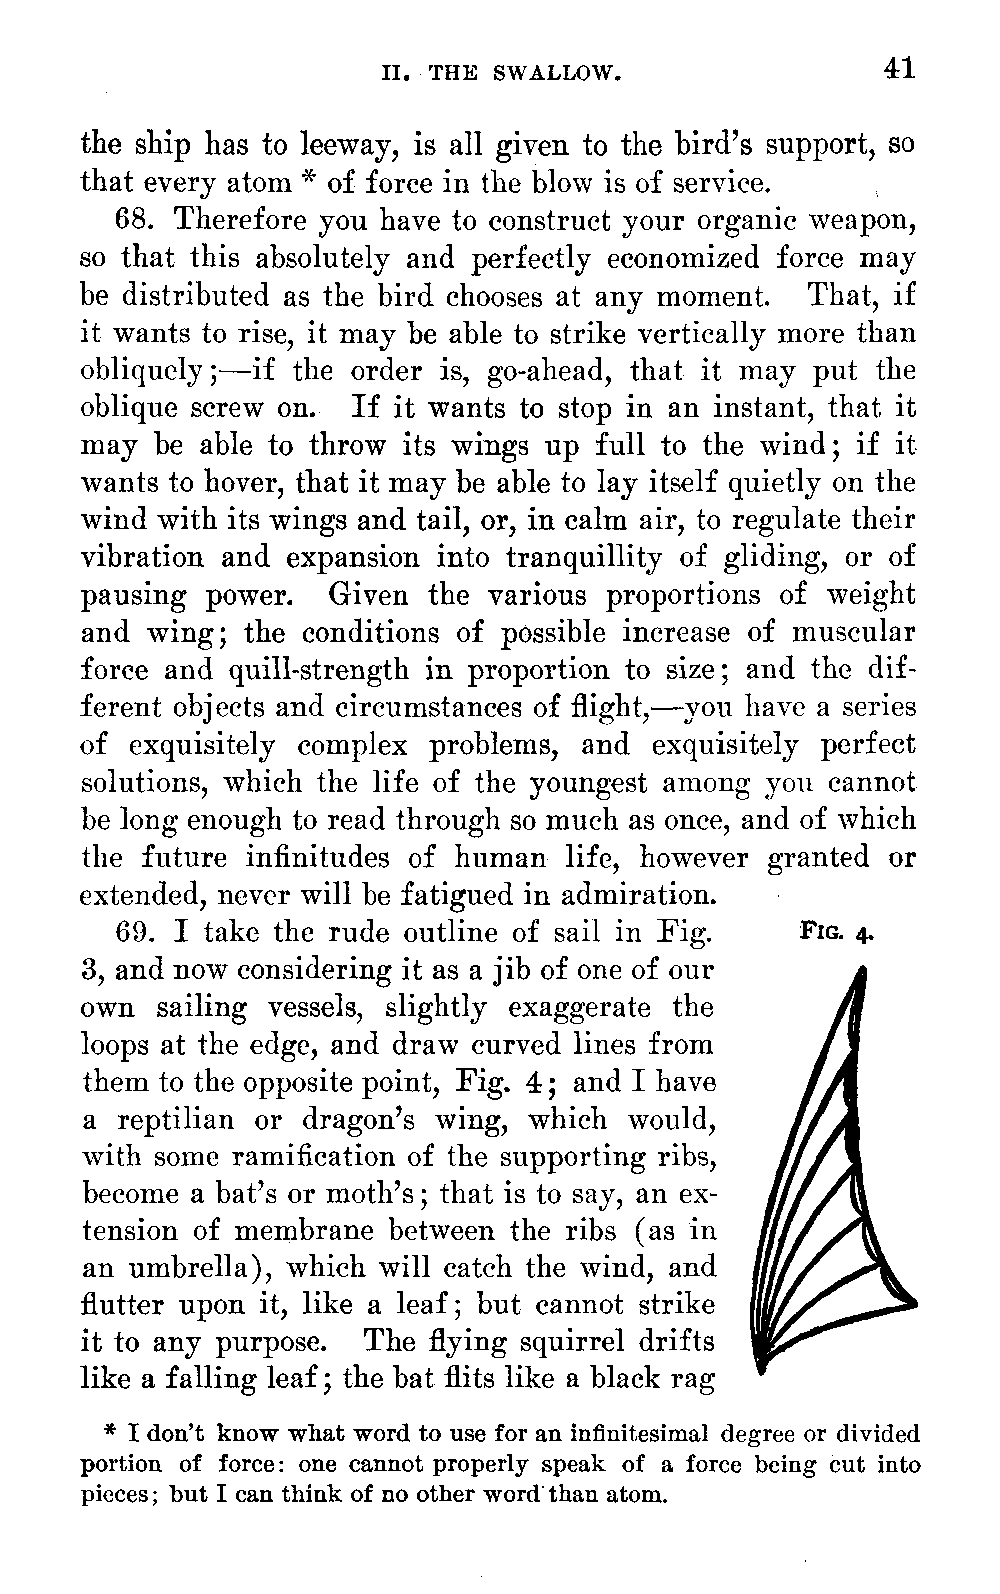 II. THE SWALLOW. 41
the ship has to leeway, is all given to the bird's support, so
that every atom * of force in the blow is of service.
68. Therefore you have to construct your organic weapon,
so that this absolutely and perfectly economized force may
be distributed as the bird chooses at any moment. That, if
it wants to rise, it may be able to strike vertically more than
obliquely;—if the order is, go-ahead, that it may put the
oblique screw on. If it wants to stop in an instant, that it
may be able to throw its wings up full to the wind; if it
wants to hover, that it may be able to lay itself quietly on the
wind with its wings and tail, or, in calm air, to regulate their
vibration and expansion into tranquillity of gliding, or of
pausing power. Given the various proportions of weight
and wing; the conditions of possible increase of muscular
force and quill-strength in proportion to size; and the dif-
ferent objects and circumstances of flight,—you have a series
of exquisitely complex problems, and exquisitely perfect
solutions, which the life of the youngest among you cannot
be long enough to read through so much as once, and of which
the future infinitudes of human life, however granted or
extended, never will be fatigued in admiration.
69. I take the rude outline of sail in Fig.
3, and now considering it as a jib of one of our
own sailing vessels, slightly exaggerate the
loops at the edge, and draw curved lines from
them to the opposite point, Fig. 4; and I have
a reptilian or dragon's wing, which would,
with some ramification of the supporting ribs,
become a bat's or moth's; that is to say, an ex-
tension of membrane between the ribs (as in
an umbrella), which will catch the wind, and
flutter upon it, like a leaf; but cannot strike
it to any purpose. The flying squirrel drifts
like a falling leaf; the bat flits like a black rag
FIG. 4.
* I don't know what word to use for an infinitesimal degree or divided
portion of force: one cannot properly speak of a force being cut into
pieces; but I can think of no other word than atom.